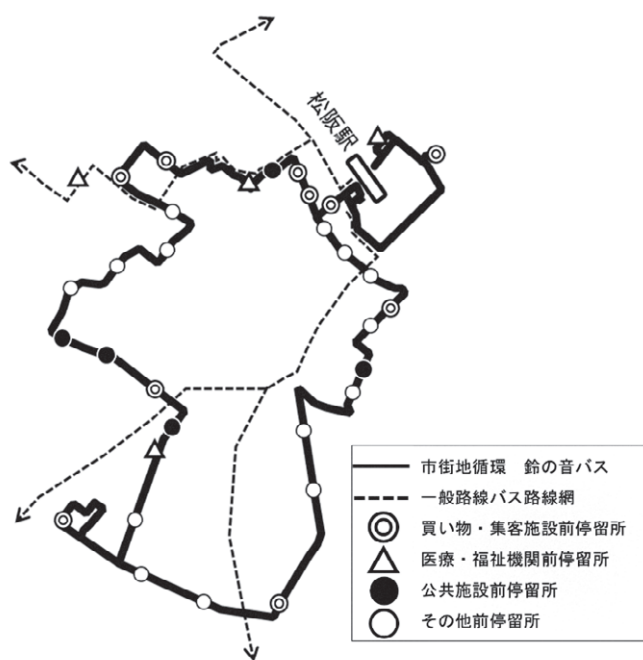 松阪駅
市街地循環 鈴の音バス
一般路線バス路線網
買い物・集客施設前停留所
医療・福祉機関前停留所
公共施設前停留所
その他前停留所